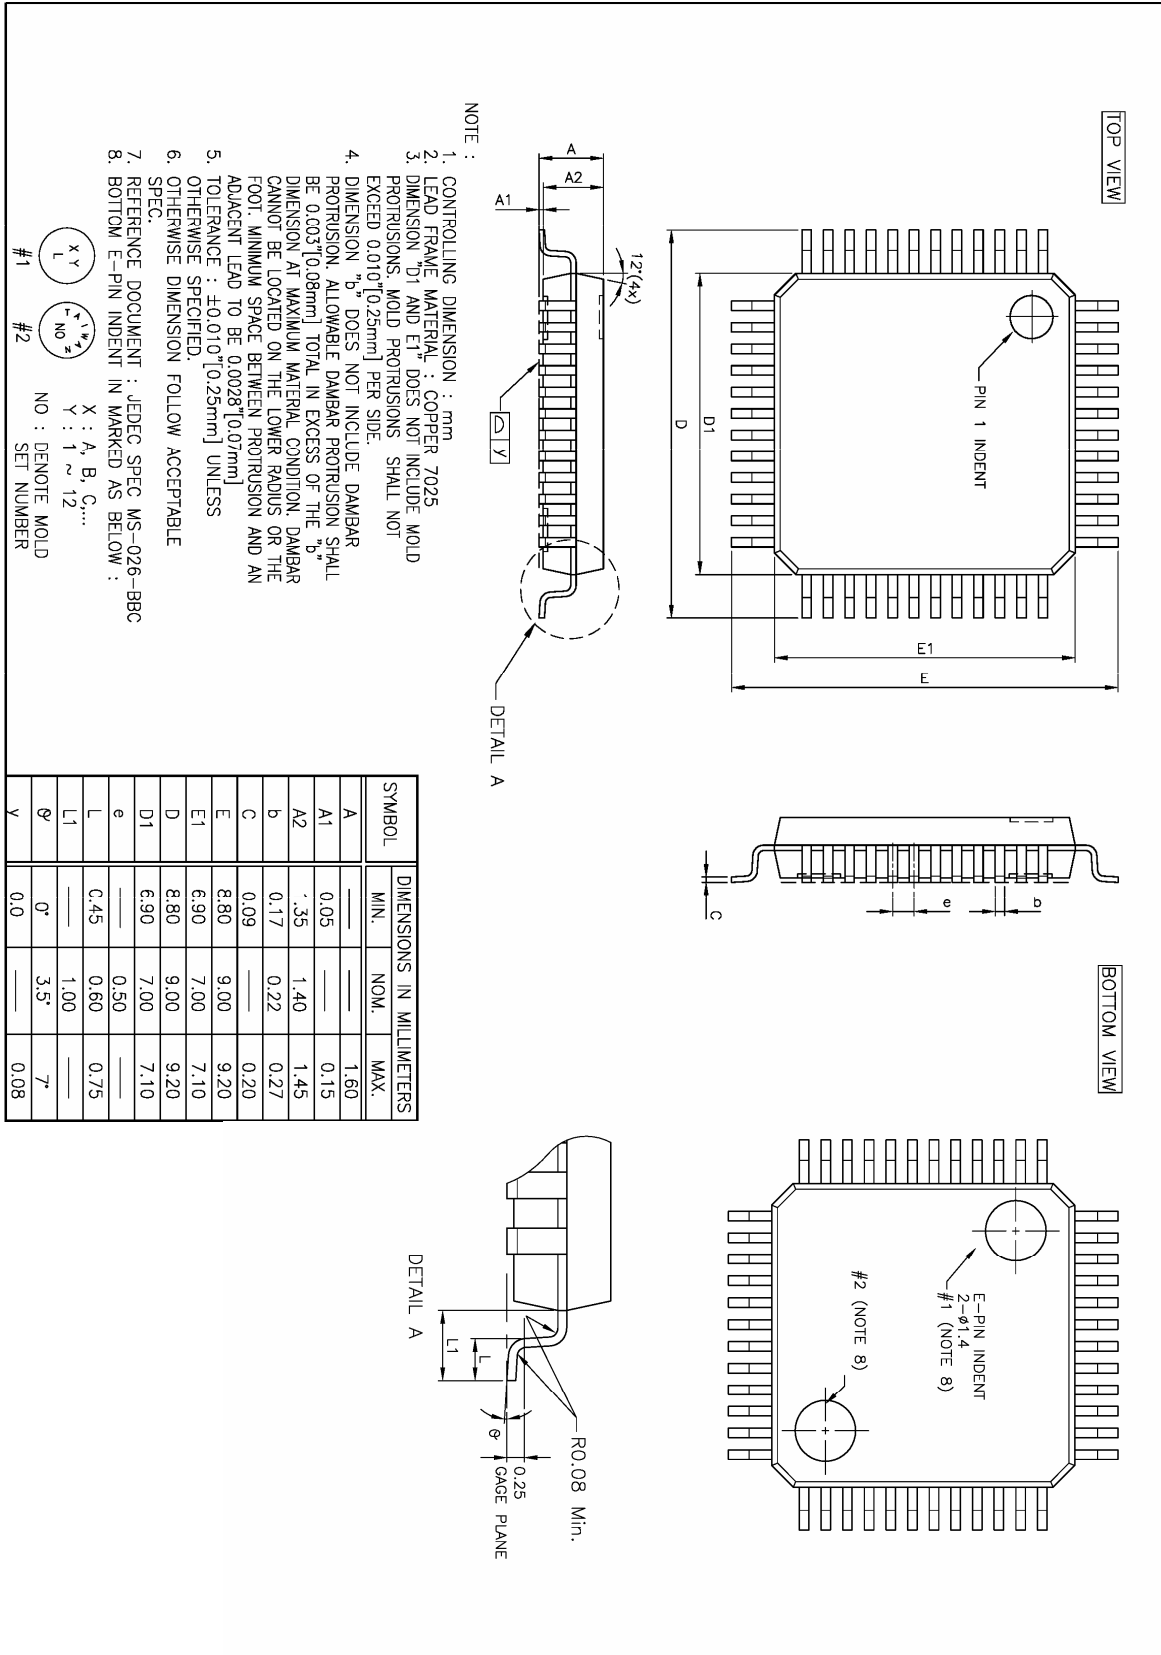 TOP VIEW
PIN 1 INDENT
D1
D
E1
E
A
A2
A1
12°(4x)
y
DETAIL A
e
b
C
BOTTOM VIEW
E-PIN INDENT
2-ø1.4
#1 (NOTE 8)
#2 (NOTE 8)
NOTE :
1. CONTROLLING DIMENSION : mm
2. LEAD FRAME MATERIAL : COPPER 7025
3. DIMENSION "D1 AND E1" DOES NOT INCLUDE MOLD
PROTRUSIONS. MOLD PROTRUSIONS SHALL NOT
EXCEED 0.010"[0.25mm] PER SIDE.
4. DIMENSION "b" DOES NOT INCLUDE DAMBAR
PROTRUSION. ALLOWABLE DAMBAR PROTRUSION SHALL
BE 0.003"[0.08mm] TOTAL IN EXCESS OF THE "b"
DIMENSION AT MAXIMUM MATERIAL CONDITION. DAMBAR
CANNOT BE LOCATED ON THE LOWER RADIUS OR THE
FOOT. MINIMUM SPACE BETWEEN PROTRUSION AND AN
ADJACENT LEAD TO BE 0.0028"[0.07mm]
5. TOLERANCE : ±0.010"[0.25mm] UNLESS
OTHERWISE SPECIFIED.
6. OTHERWISE DIMENSION FOLLOW ACCEPTABLE
SPEC.
7. REFERENCE DOCUMENT : JEDEC SPEC MS-026-BBC
8. BOTTOM E-PIN INDENT IN MARKED AS BELOW :
X Y
L
NO
X : A, B, C,...
Y : 1 ~ 12
NO : DENOTE MOLD
SET NUMBER
#1 #2
SYMBOL DIMENSIONS IN MILLIMETERS
MIN. NOM. MAX.
A — — 1.60
A1 0.05 — 0.15
A2 .35 1.40 1.45
b 0.17 0.22 0.27
C 0.09 — 0.20
E 8.80 9.00 9.20
E1 6.90 7.00 7.10
D 8.80 9.00 9.20
D1 6.90 7.00 7.10
e — 0.50 —
L 0.45 0.60 0.75
L1 — 1.00 —
θ 0° 3.5° 7°
y 0.0 — 0.08
R0.08 Min.
0.25
GAGE PLANE
θ
L
L1
DETAIL A